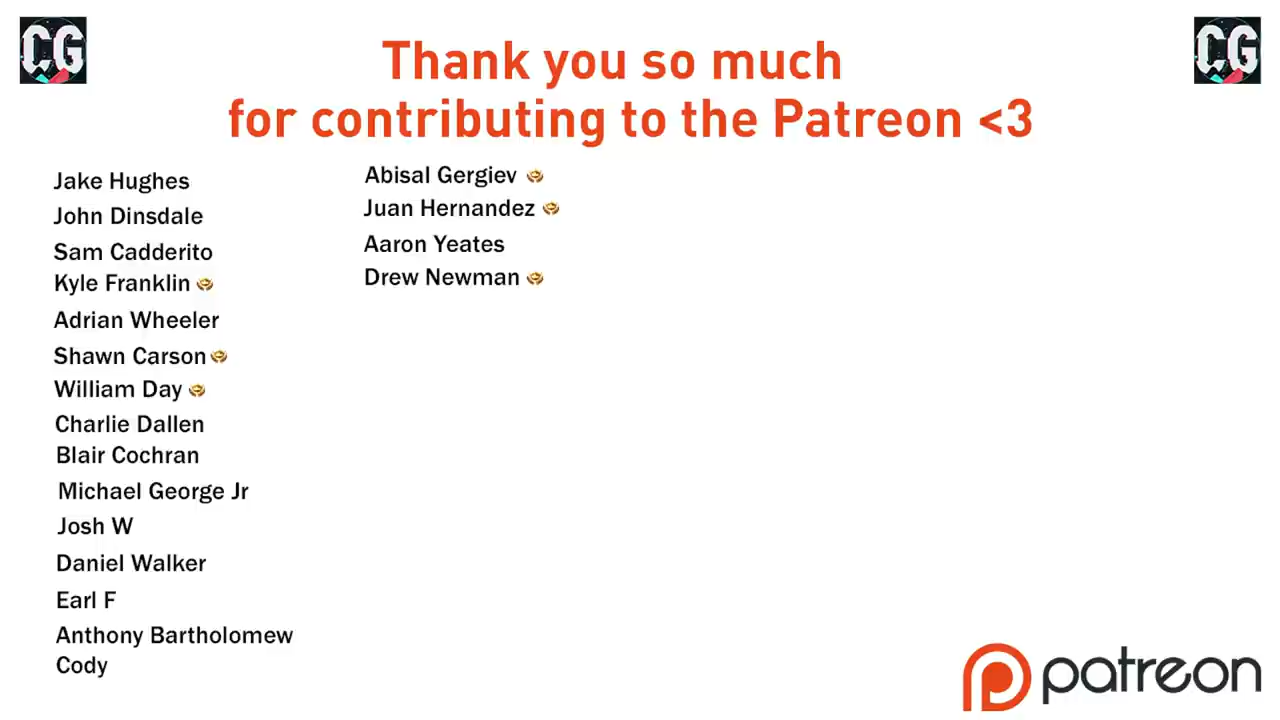 CG
CG
Thank you so much
for contributing to the Patreon <3
Jake Hughes
John Dinsdale
Sam Cadderito
Kyle Franklin
Adrian Wheeler
Shawn Carson
William Day
Charlie Dallen
Blair Cochran
Michael George Jr
Josh W
Daniel Walker
Earl F
Anthony Bartholomew
Cody
Abisal Gergiev
Juan Hernandez
Aaron Yeates
Drew Newman
patreon